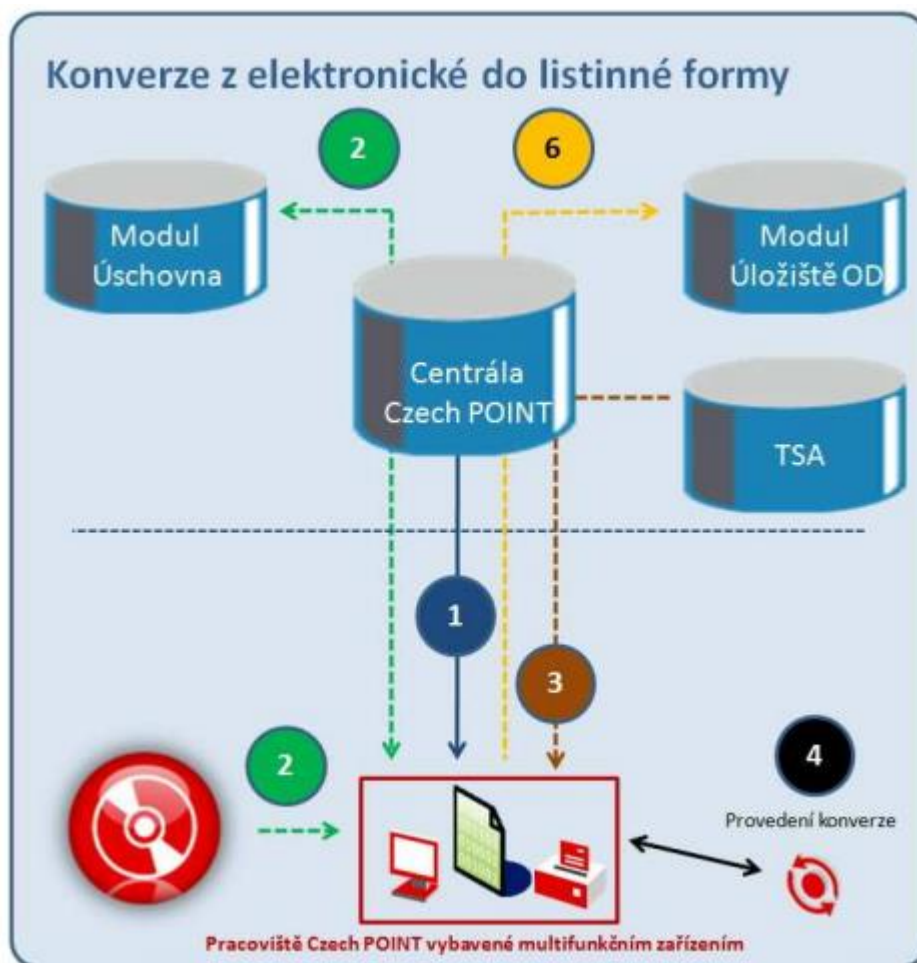 Konverze z elektronické do listinné formy
2
6
Modul
Úschovna
Modul
Úložiště OD
Centrála
Czech POINT
TSA
1
3
2
4
Provedení konverze
Pracoviště Czech POINT vybavené multifunkčním zařízením